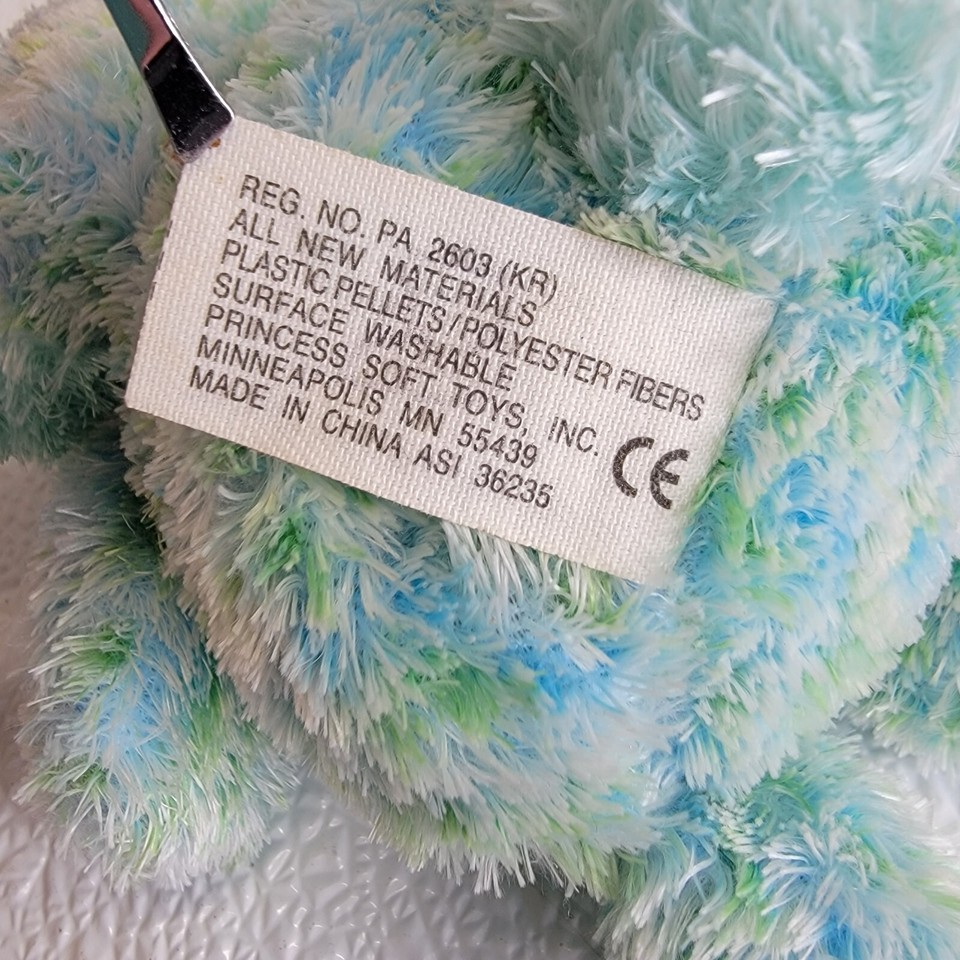 REG. NO. PA 2603 (KR)
ALL NEW MATERIALS
PLASTIC PELLETS / POLYESTER FIBERS
SURFACE WASHABLE
PRINCESS SOFT TOYS, INC.
MINNEAPOLIS MN 55439
MADE IN CHINA ASI 36235
CE